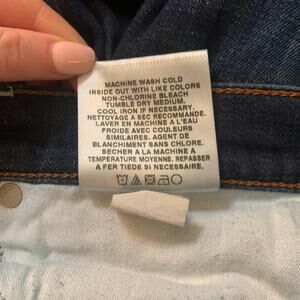 MACHINE WASH COLD
INSIDE OUT WITH LIKE COLORS
NON-CHLORINE BLEACH
TUMBLE DRY MEDIUM.
COOL IRON IF NECESSARY.
NETTOYAGE A SEC RECOMMANDE.
LAVER EN MACHINE A L'EAU
FROIDE AVEC COULEURS
SIMILAIRES. AGENT DE
BLANCHIMENT SANS CHLORE.
SECHER A LA MACHINE A
TEMPERATURE MOYENNE. REPASSER
A FER TIEDE SI NECESSAIRE.